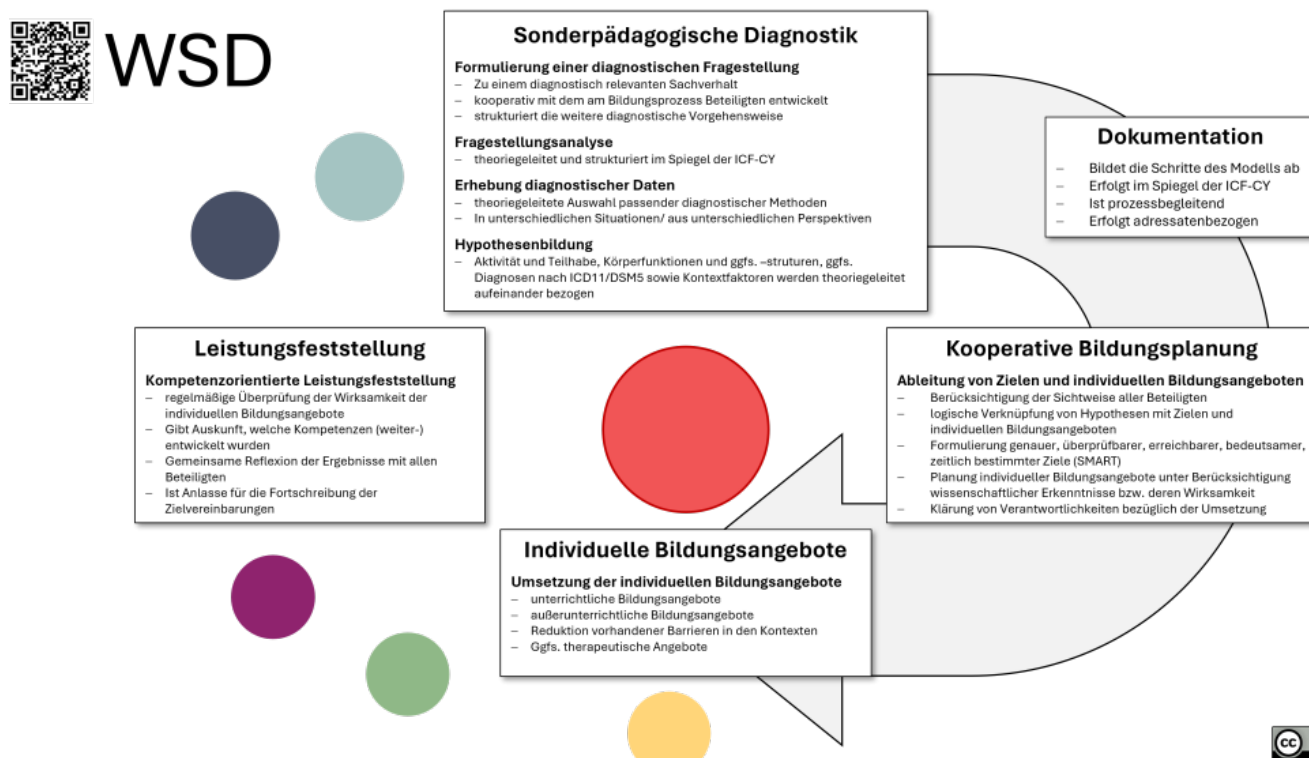 WSD
Sonderpädagogische Diagnostik
Formulierung einer diagnostischen Fragestellung
– Zu einem diagnostisch relevanten Sachverhalt
– kooperativ mit dem am Bildungsprozess Beteiligten entwickelt
– strukturiert die weitere diagnostische Vorgehensweise
Fragestellungsanalyse
– theoriegeleitet und strukturiert im Spiegel der ICF-CY
Erhebung diagnostischer Daten
– theoriegeleitete Auswahl passender diagnostischer Methoden
– In unterschiedlichen Situationen/ aus unterschiedlichen Perspektiven
Hypothesenbildung
– Aktivität und Teilhabe, Körperfunktionen und ggfs. –struturen, ggfs.
Diagnosen nach ICD11/DSM5 sowie Kontextfaktoren werden theoriegeleitet
aufeinander bezogen
Dokumentation
– Bildet die Schritte des Modells ab
– Erfolgt im Spiegel der ICF-CY
– Ist prozessbegleitend
– Erfolgt adressatenbezogen
Leistungsfeststellung
Kompetenzorientierte Leistungsfeststellung
– regelmäßige Überprüfung der Wirksamkeit der
individuellen Bildungsangebote
– Gibt Auskunft, welche Kompetenzen (weiter-)
entwickelt wurden
– Gemeinsame Reflexion der Ergebnisse mit allen
Beteiligten
– Ist Anlasse für die Fortschreibung der
Zielvereinbarungen
Kooperative Bildungsplanung
Ableitung von Zielen und individuellen Bildungsangeboten
– Berücksichtigung der Sichtweise aller Beteiligten
– logische Verknüpfung von Hypothesen mit Zielen und
individuellen Bildungsangeboten
– Formulierung genauer, überprüfbarer, erreichbarer, bedeutsamer,
zeitlich bestimmter Ziele (SMART)
– Planung individueller Bildungsangebote unter Berücksichtigung
wissenschaftlicher Erkenntnisse bzw. deren Wirksamkeit
– Klärung von Verantwortlichkeiten bezüglich der Umsetzung
Individuelle Bildungsangebote
Umsetzung der individuellen Bildungsangebote
– unterrichtliche Bildungsangebote
– außerunterrichtliche Bildungsangebote
– Reduktion vorhandener Barrieren in den Kontexten
– Ggfs. therapeutische Angebote
cc